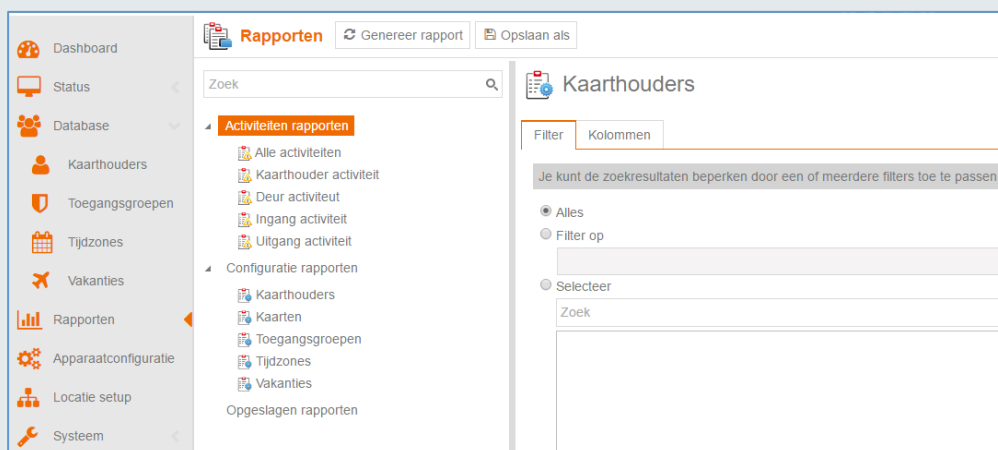 Dashboard
Status
Database
Kaarthouders
Toegangsgroepen
Tijdzones
Vakanties
Rapporten
Apparaatconfiguratie
Locatie setup
Systeem
Rapporten
Genereer rapport
Opslaan als
Zoek
Activiteiten rapporten
Alle activiteiten
Kaarthouder activiteit
Deur activiteut
Ingang activiteit
Uitgang activiteit
Configuratie rapporten
Kaarthouders
Kaarten
Toegangsgroepen
Tijdzones
Vakanties
Opgeslagen rapporten
Kaarthouders
Filter
Kolommen
Je kunt de zoekresultaten beperken door een of meerdere filters toe te passen
Alles
Filter op
Selecteer
Zoek